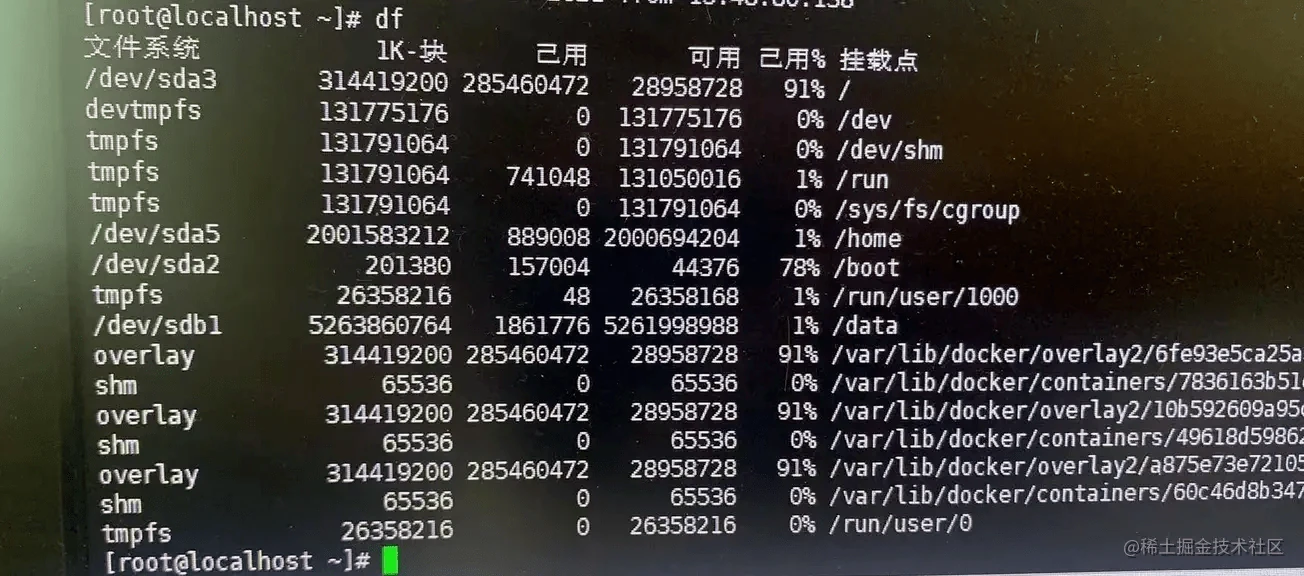 [root@localhost ~]# df
文件系统 1K-块 已用 可用 已用% 挂载点
/dev/sda3 314419200 285460472 28958728 91% /
devtmpfs 131775176 0 131775176 0% /dev
tmpfs 131791064 0 131791064 0% /dev/shm
tmpfs 131791064 741048 131050016 1% /run
tmpfs 131791064 0 131791064 0% /sys/fs/cgroup
/dev/sda5 2001583212 889008 2000694204 1% /home
/dev/sda2 201380 157004 44376 78% /boot
tmpfs 26358216 48 26358168 1% /run/user/1000
/dev/sdb1 5263860764 1861776 5261998988 1% /data
overlay 314419200 285460472 28958728 91% /var/lib/docker/overlay2/6fe93e5ca25a
shm 65536 0 65536 0% /var/lib/docker/containers/7836163b51
overlay 314419200 285460472 28958728 91% /var/lib/docker/overlay2/10b592609a95
shm 65536 0 65536 0% /var/lib/docker/containers/49618d59862
overlay 314419200 285460472 28958728 91% /var/lib/docker/overlay2/a875e73e72105
shm 65536 0 65536 0% /var/lib/docker/containers/60c46d8b347
tmpfs 26358216 0 26358216 0% /run/user/0
[root@localhost ~]#
@稀土掘金技术社区